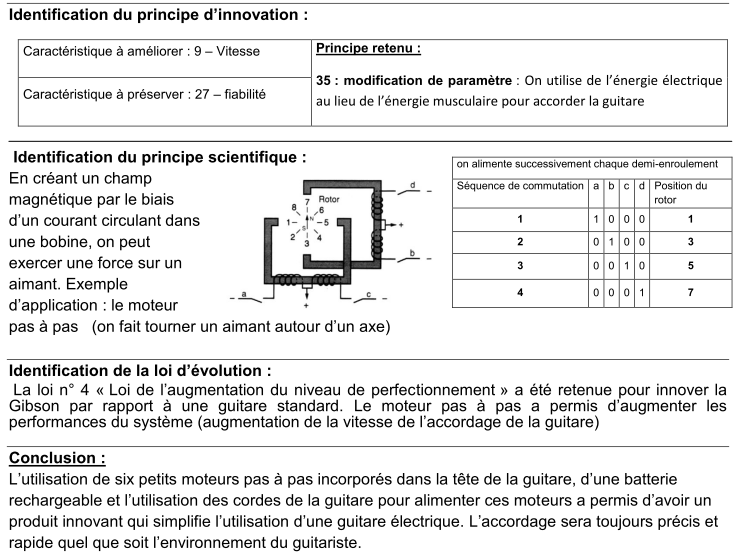 Identification du principe d'innovation :
Caractéristique à améliorer : 9 – Vitesse
Caractéristique à préserver : 27 – fiabilité
Principe retenu :
35 : modification de paramètre : On utilise de l'énergie électrique
au lieu de l'énergie musculaire pour accorder la guitare
Identification du principe scientifique :
En créant un champ
magnétique par le biais
d'un courant circulant dans
une bobine, on peut
exercer une force sur un
aimant. Exemple
d'application : le moteur
pas à pas (on fait tourner un aimant autour d'un axe)
d
7 Rotor
8 6
1 N 5
S
2 4
3
+
b
a c
+
on alimente successivement chaque demi-enroulement
Séquence de commutation a b c d Position du
rotor
1 1 0 0 0 1
2 0 1 0 0 3
3 0 0 1 0 5
4 0 0 0 1 7
Identification de la loi d'évolution :
La loi n° 4 « Loi de l'augmentation du niveau de perfectionnement » a été retenue pour innover la
Gibson par rapport à une guitare standard. Le moteur pas à pas a permis d'augmenter les
performances du système (augmentation de la vitesse de l'accordage de la guitare)
Conclusion :
L'utilisation de six petits moteurs pas à pas incorporés dans la tête de la guitare, d'une batterie
rechargeable et l'utilisation des cordes de la guitare pour alimenter ces moteurs a permis d'avoir un
produit innovant qui simplifie l'utilisation d'une guitare électrique. L'accordage sera toujours précis et
rapide quel que soit l'environnement du guitariste.